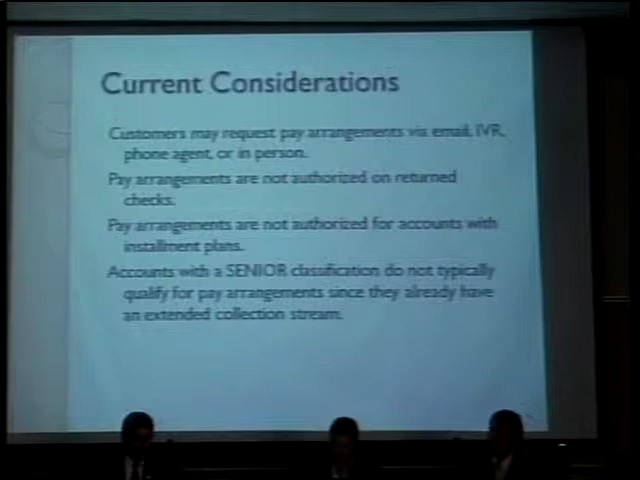 Current Considerations
Customers may request pay arrangements via email, IVR,
phone agent, or in person.
Pay arrangements are not authorized on returned
checks.
Pay arrangements are not authorized for accounts with
installment plans.
Accounts with a SENIOR classification do not typically
qualify for pay arrangements since they already have
an extended collection stream.